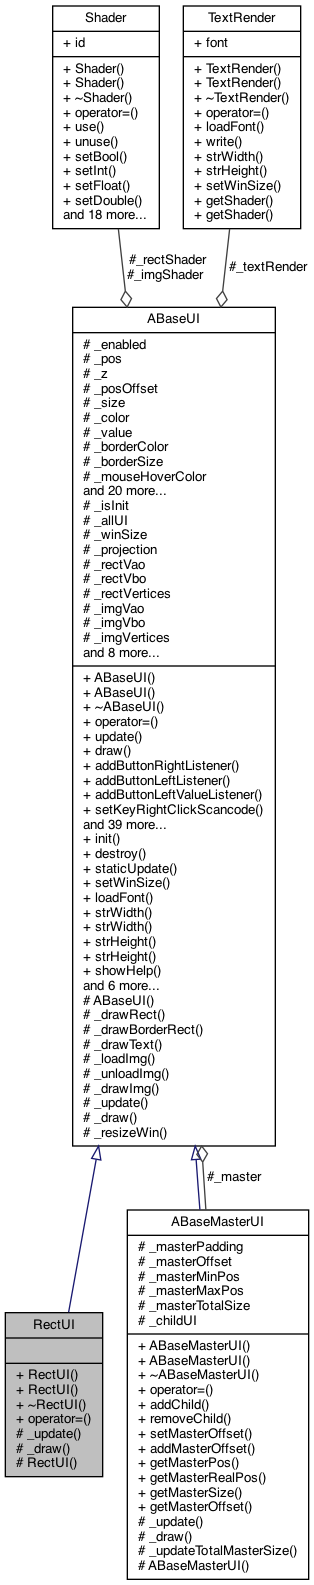 Shader
+ id
+ Shader()
+ Shader()
+ ~Shader()
+ operator=()
+ use()
+ unuse()
+ setBool()
+ setInt()
+ setFloat()
+ setDouble()
and 18 more...
TextRender
+ font
+ TextRender()
+ TextRender()
+ ~TextRender()
+ operator=()
+ loadFont()
+ write()
+ strWidth()
+ strHeight()
+ setWinSize()
+ getShader()
+ getShader()
#_rectShader
#_imgShader
#_textRender
ABaseUI
# _enabled
# _pos
# _z
# _posOffset
# _size
# _color
# _value
# _borderColor
# _borderSize
# _mouseHoverColor
and 20 more...
# _isInit
# _allUI
# _winSize
# _projection
# _rectVao
# _rectVbo
# _rectVertices
# _imgVao
# _imgVbo
# _imgVertices
and 8 more...
+ ABaseUI()
+ ABaseUI()
+ ~ABaseUI()
+ operator=()
+ update()
+ draw()
+ addButtonRightListener()
+ addButtonLeftListener()
+ addButtonLeftValueListener()
+ setKeyRightClickScancode()
and 39 more...
+ init()
+ destroy()
+ staticUpdate()
+ setWinSize()
+ loadFont()
+ strWidth()
+ strWidth()
+ strHeight()
+ strHeight()
+ showHelp()
and 6 more...
# ABaseUI()
# _drawRect()
# _drawBorderRect()
# _drawText()
# _loadImg()
# _unloadImg()
# _drawImg()
# _update()
# _draw()
# _resizeWin()
#_master
RectUI
+ RectUI()
+ RectUI()
+ ~RectUI()
+ operator=()
# _update()
# _draw()
# RectUI()
ABaseMasterUI
# _masterPadding
# _masterOffset
# _masterMinPos
# _masterMaxPos
# _masterTotalSize
# _childUI
+ ABaseMasterUI()
+ ABaseMasterUI()
+ ~ABaseMasterUI()
+ operator=()
+ addChild()
+ removeChild()
+ setMasterOffset()
+ addMasterOffset()
+ getMasterPos()
+ getMasterRealPos()
+ getMasterSize()
+ getMasterOffset()
# _update()
# _draw()
# _updateTotalMasterSize()
# ABaseMasterUI()